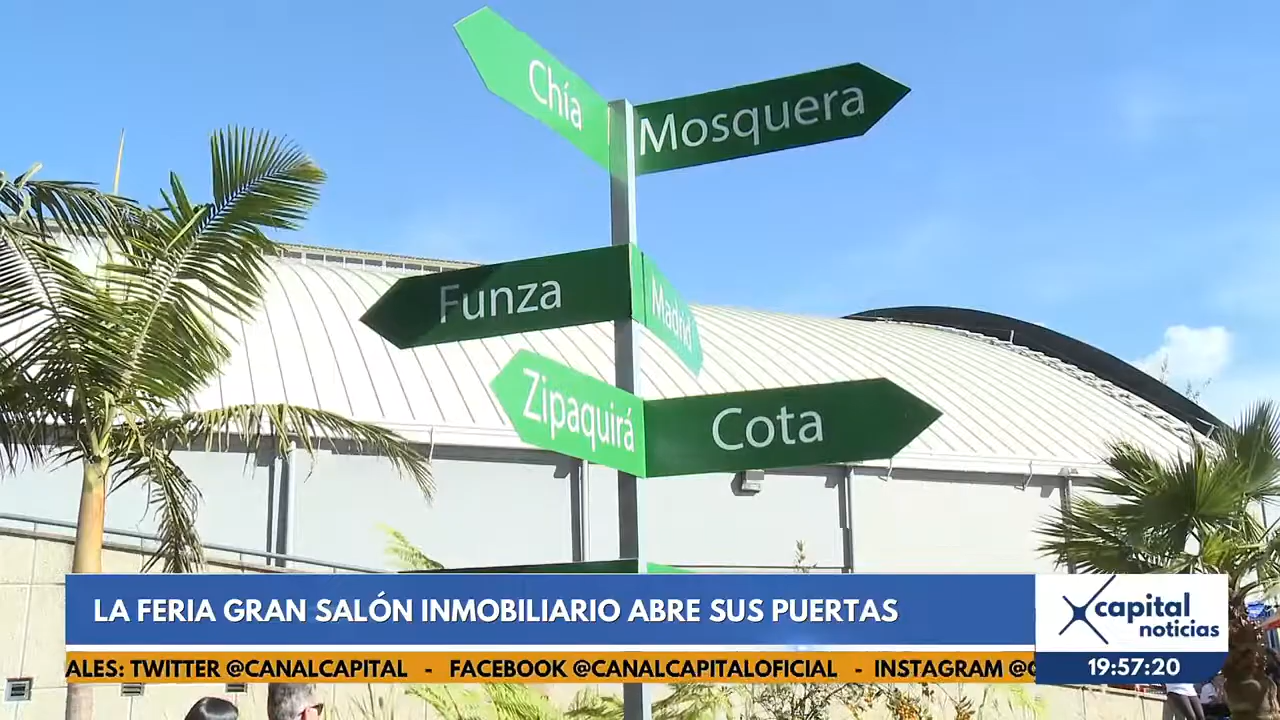 Chía
Mosquera
Funza
Madrid
Zipaquirá
Cota
LA FERIA GRAN SALÓN INMOBILIARIO ABRE SUS PUERTAS
capital
noticias
ALES: TWITTER @CANALCAPITAL - FACEBOOK @CANALCAPITALOFICIAL - INSTAGRAM @
19:57:20